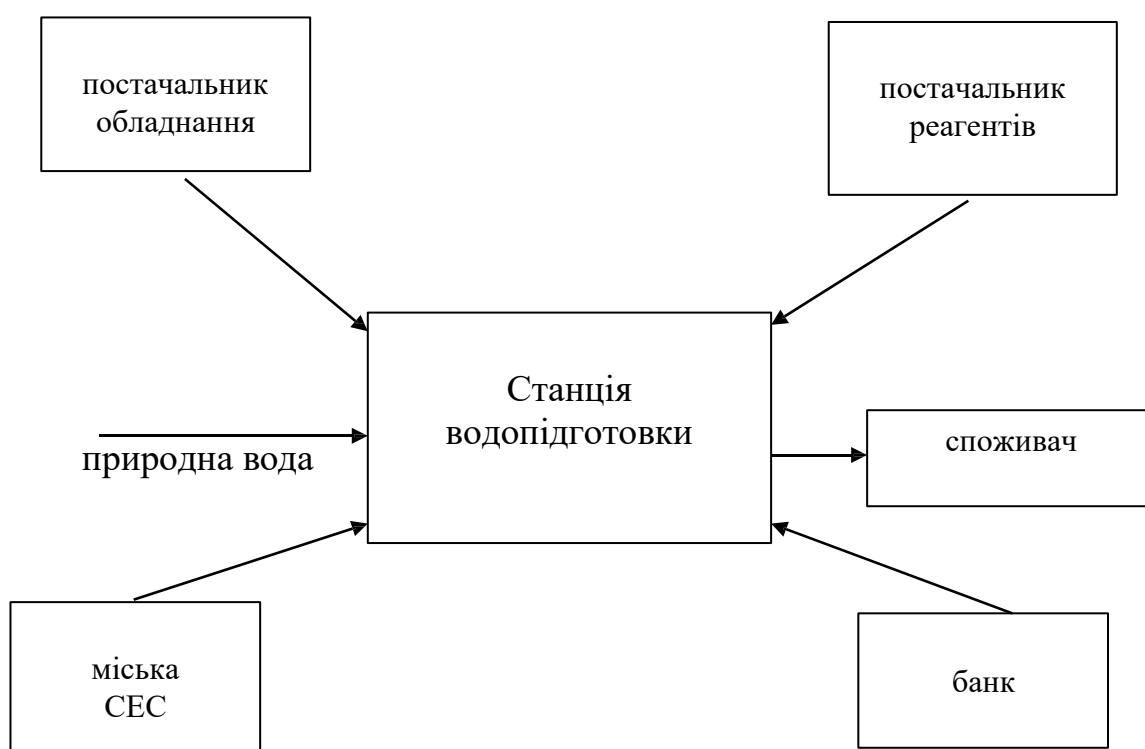 постачальник
обладнання
постачальник
реагентів
Станція
водопідготовки
природна вода
споживач
міська
СЕС
банк